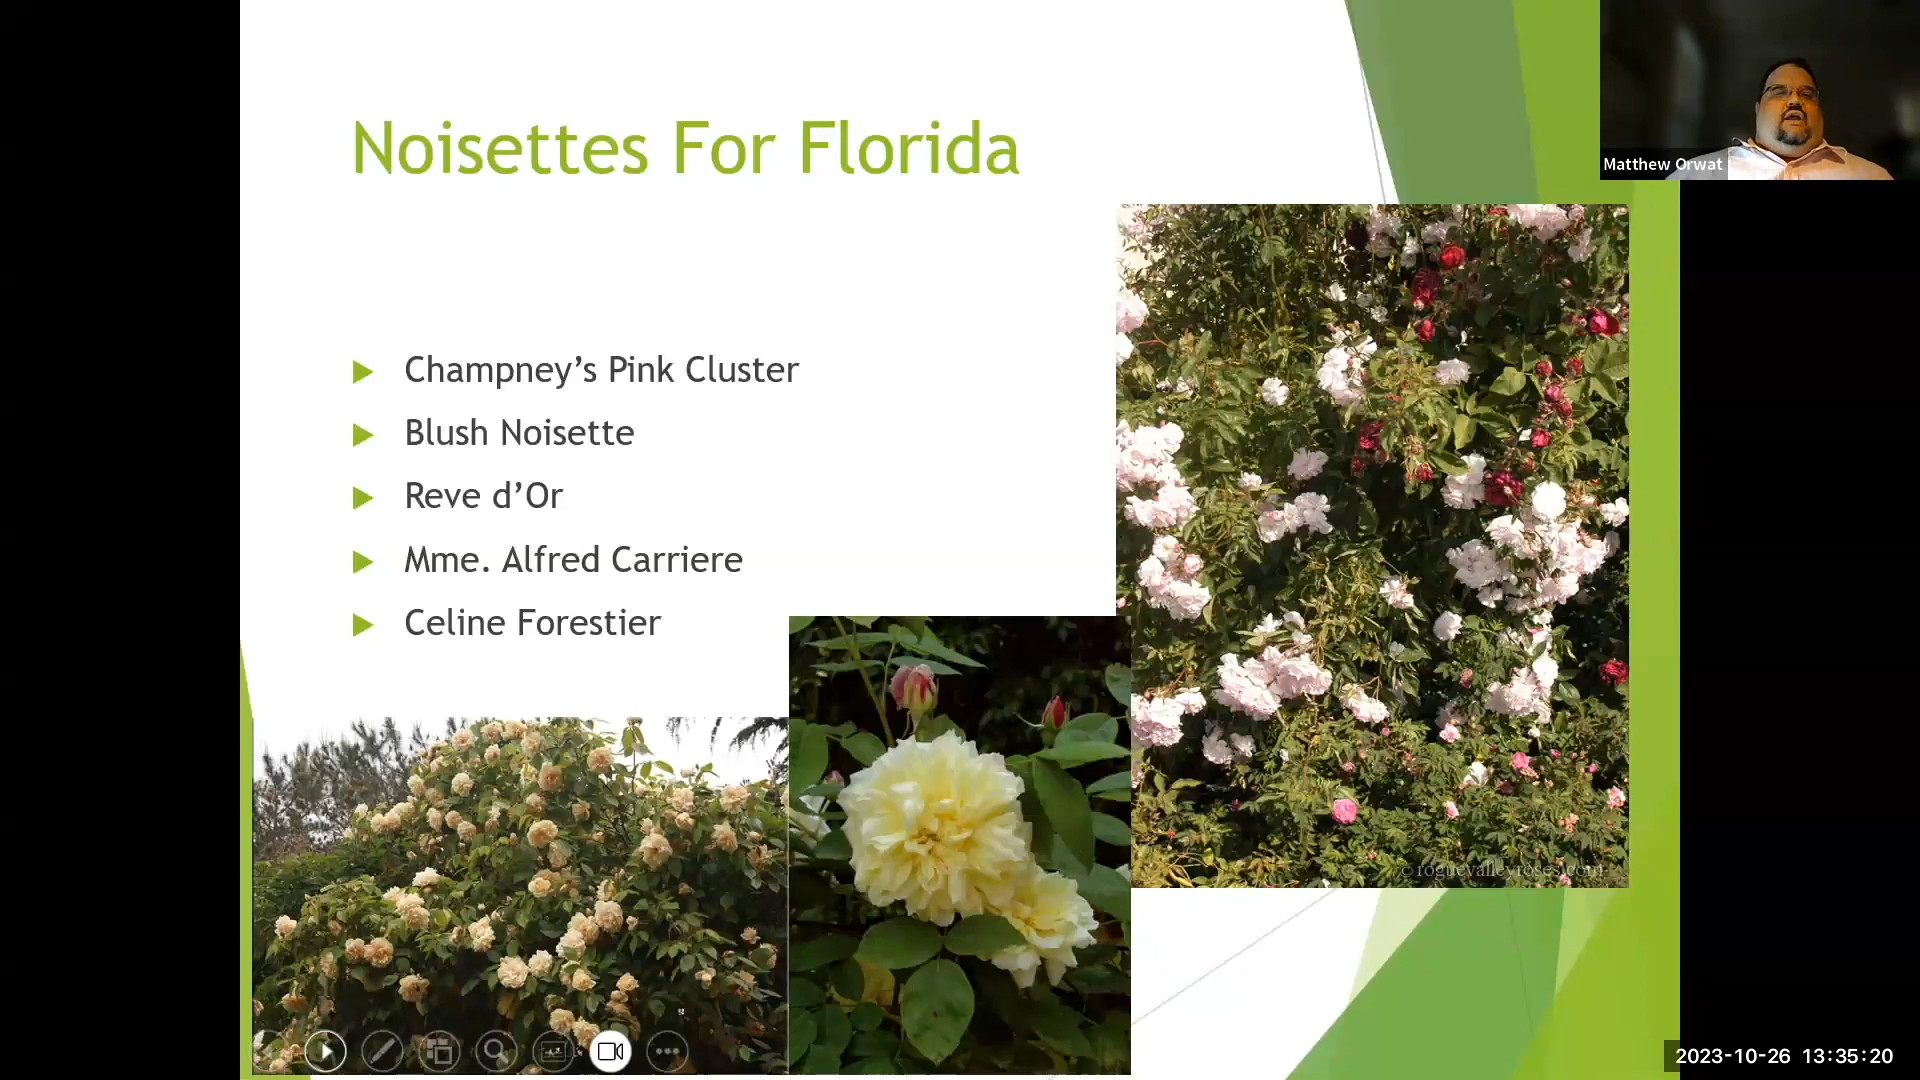 Noisettes For Florida
Matthew Orwat
Champney’s Pink Cluster
Blush Noisette
Reve d’Or
Mme. Alfred Carriere
Celine Forestier
© roguevalleyroses.com
2023-10-26 13:35:20